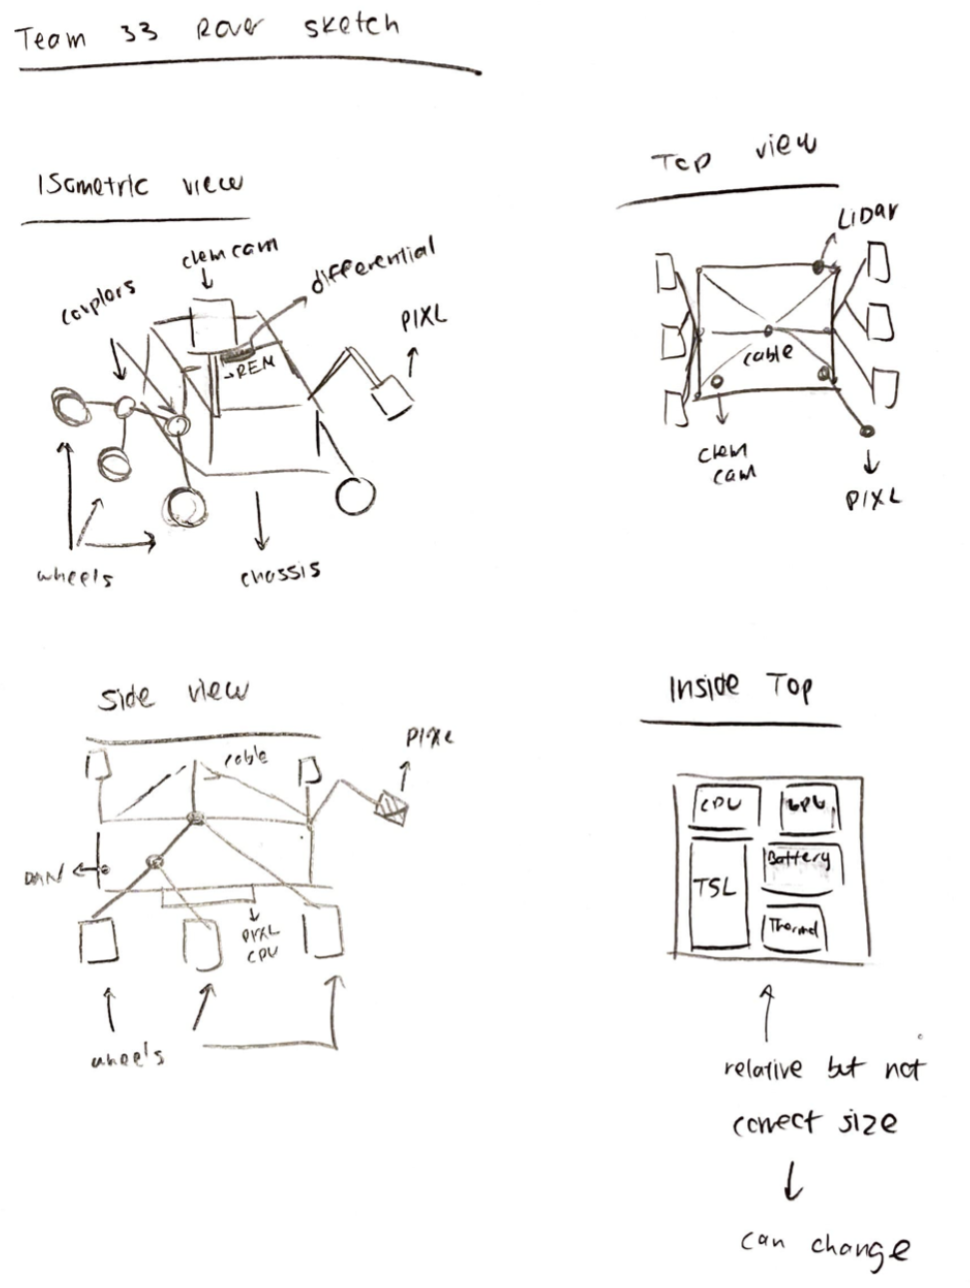 Team 33 Rover sketch
Isometric view
Top view
LiDar
clem cam
differential
couplors
PIXL
→REM
cable
clem
cam
PIXL
wheels
chassis
Side view
Inside Top
cable
PIXL
CPU
Battery
TSL
Thermal
PIXL
CPU
wheels
relative but not
correct size
can change